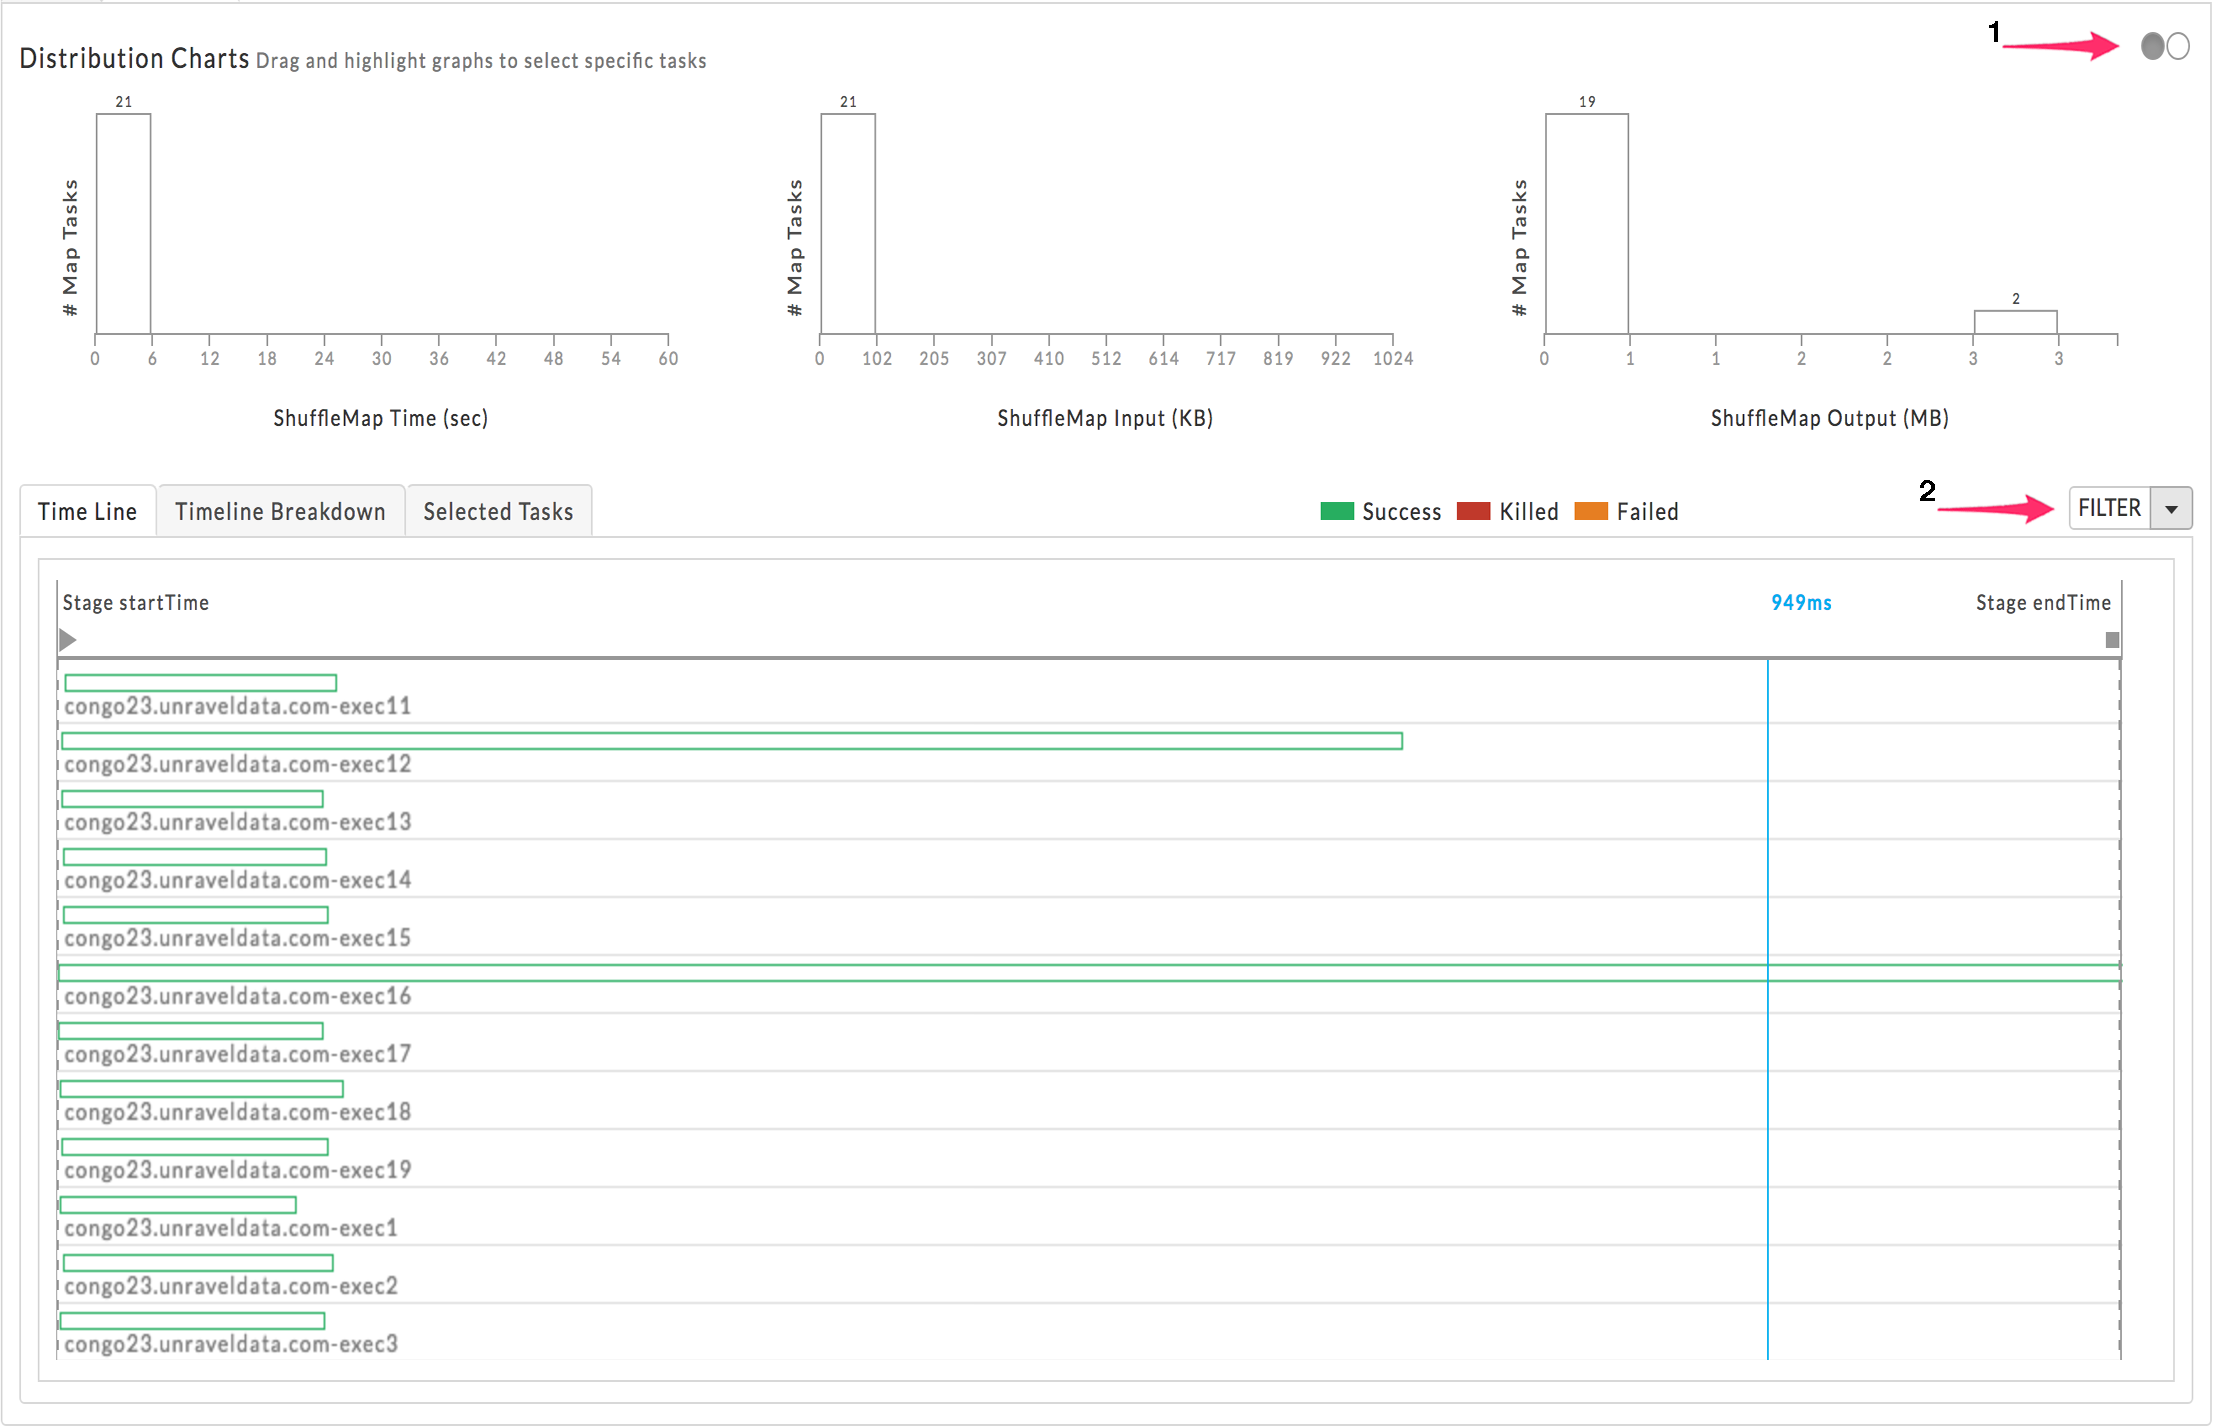 1
Distribution Charts Drag and highlight graphs to select specific tasks
21
# Map Tasks
0 6 12 18 24 30 36 42 48 54 60
ShuffleMap Time (sec)
21
# Map Tasks
0 102 205 307 410 512 614 717 819 922 1024
ShuffleMap Input (KB)
19
2
# Map Tasks
0 1 1 2 2 3 3
ShuffleMap Output (MB)
Time Line Timeline Breakdown Selected Tasks
Success Killed Failed
2
FILTER
Stage startTime 949ms Stage endTime
congo23.unraveldata.com-exec11
congo23.unraveldata.com-exec12
congo23.unraveldata.com-exec13
congo23.unraveldata.com-exec14
congo23.unraveldata.com-exec15
congo23.unraveldata.com-exec16
congo23.unraveldata.com-exec17
congo23.unraveldata.com-exec18
congo23.unraveldata.com-exec19
congo23.unraveldata.com-exec1
congo23.unraveldata.com-exec2
congo23.unraveldata.com-exec3